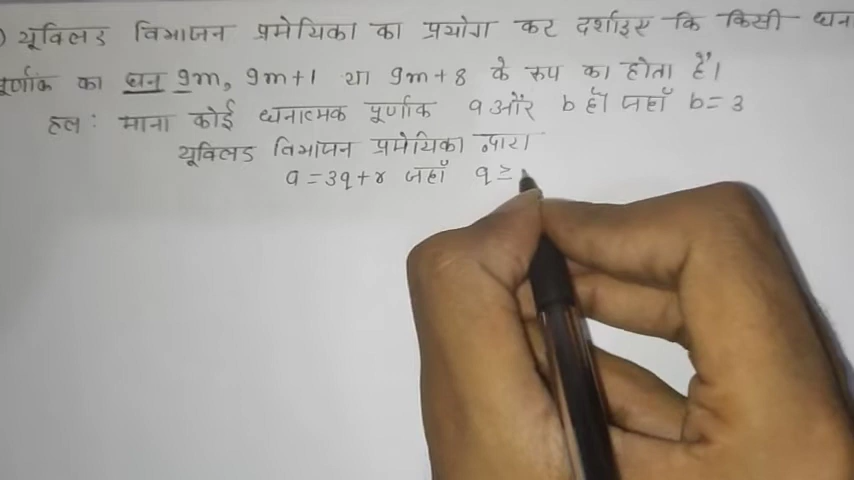 ) यूक्लिड विभाजन प्रमेयिका का प्रयोग कर दर्शाइए कि किसी धन
पूर्णांक का घन 9m, 9m+1 या 9m+8 के रूप का होता है।
हल: माना कोई धनात्मक पूर्णांक a और b हैं जहाँ b = 3
यूक्लिड विभाजन प्रमेयिका द्वारा
a = 3q + r जहाँ q ≥